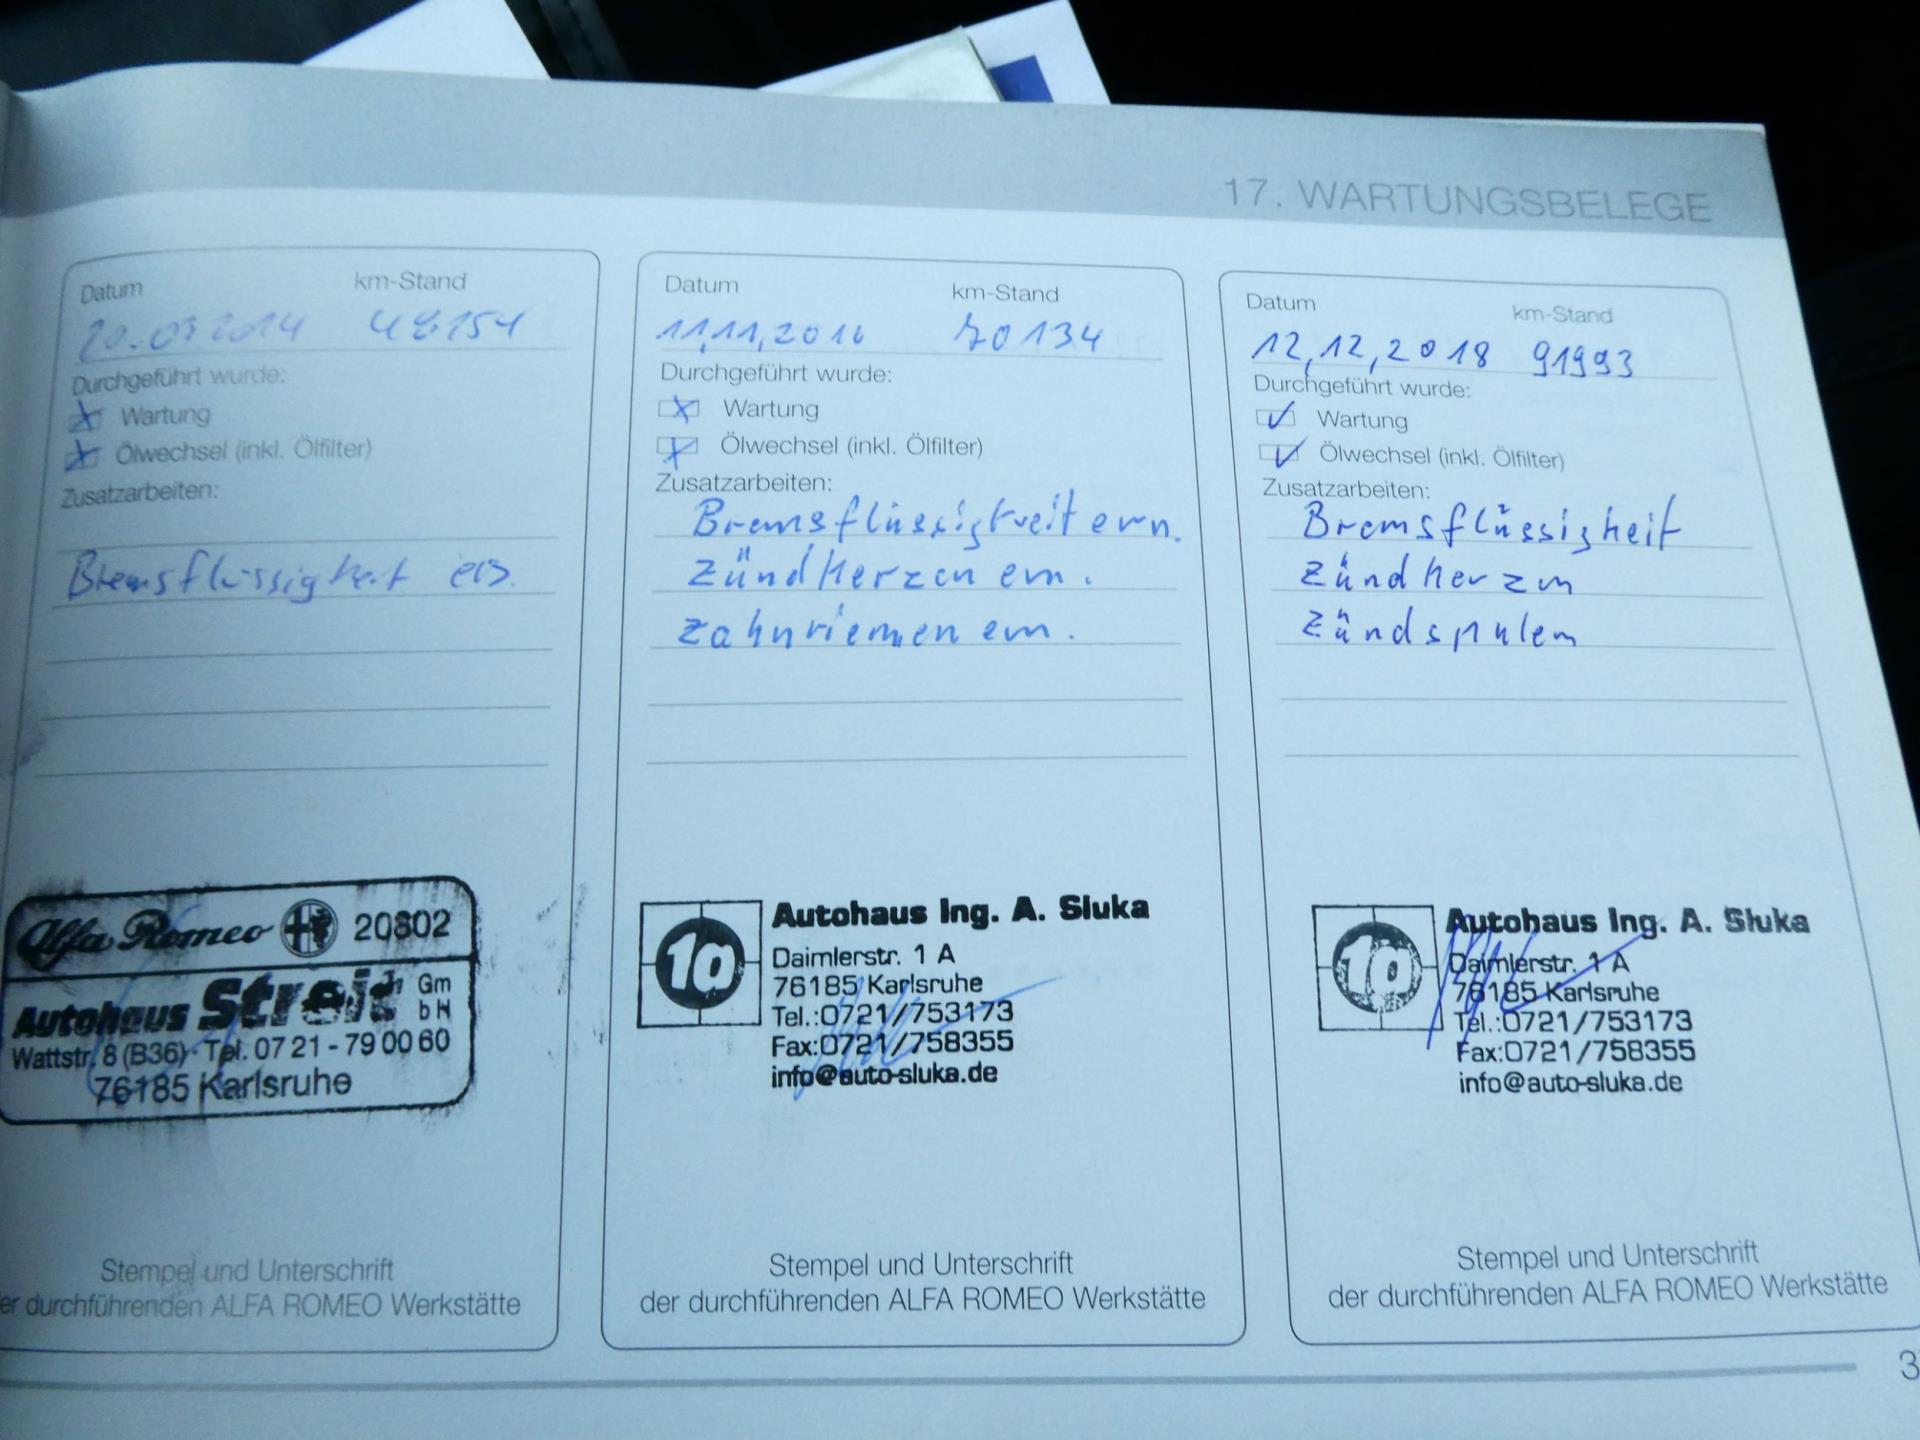 17. WARTUNGSBELEGE
Datum km-Stand
20.03.2014 48154
Durchgeführt wurde:
Wartung
Ölwechsel (inkl. Ölfilter)
Zusatzarbeiten:
Bremsflüssigkeit
Alfa Romeo 20802
Autohaus Streit GmbH
Wattstr. 8 (B36) · Tel. 07 21 - 79 00 60
76185 Karlsruhe
Stempel und Unterschrift
der durchführenden ALFA ROMEO Werkstätte
Datum km-Stand
11,11,2016 70134
Durchgeführt wurde:
Wartung
Ölwechsel (inkl. Ölfilter)
Zusatzarbeiten:
Bremsflüssigkeit ern.
Zündkerzen ern.
Zahnriemen ern.
1a Autohaus Ing. A. Sluka
Daimlerstr. 1 A
76185 Karlsruhe
Tel.:0721/753173
Fax:0721/758355
info@auto-sluka.de
Stempel und Unterschrift
der durchführenden ALFA ROMEO Werkstätte
Datum km-Stand
12,12,2018 91993
Durchgeführt wurde:
Wartung
Ölwechsel (inkl. Ölfilter)
Zusatzarbeiten:
Bremsflüssigkeit
Zündkerzen
Zündspulen
1a Autohaus Ing. A. Sluka
Daimlerstr. 1 A
76185 Karlsruhe
Tel.:0721/753173
Fax:0721/758355
info@auto-sluka.de
Stempel und Unterschrift
der durchführenden ALFA ROMEO Werkstätte